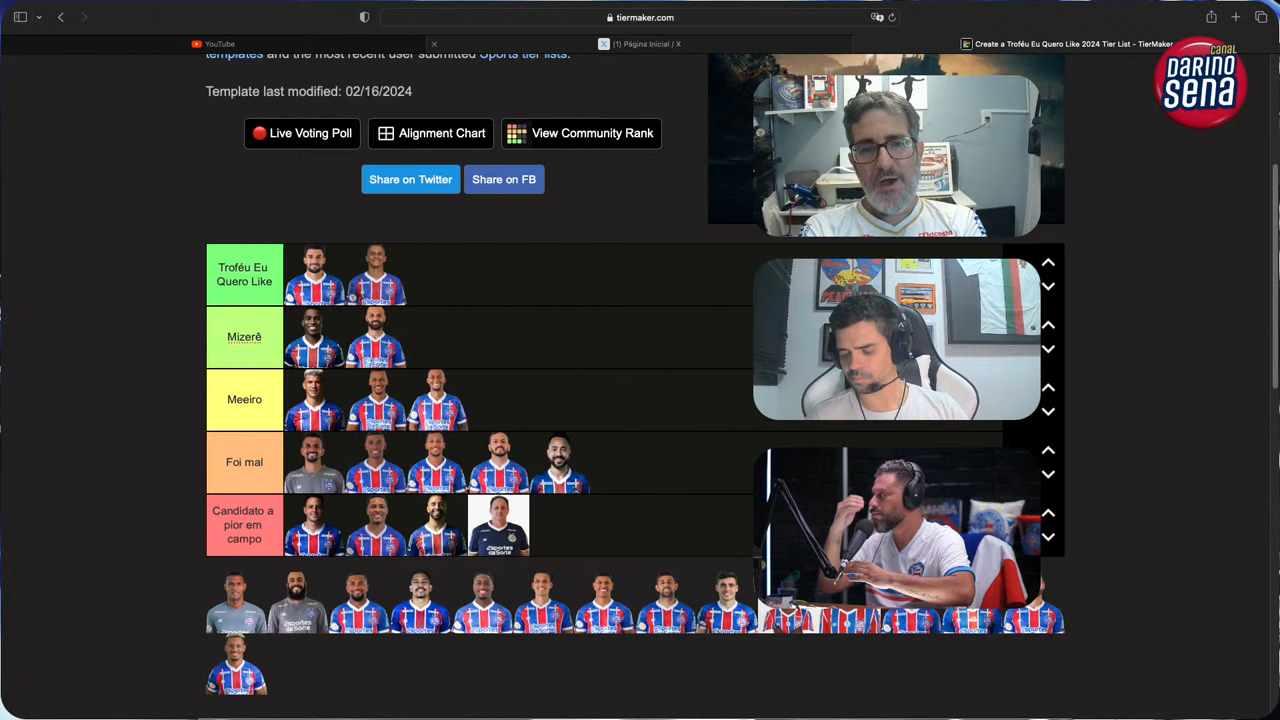 tiermaker.com
YouTube
(1) Página Inicial / X
Create a Troféu Eu Quero Like 2024 Tier List - TierMaker
canal
DARINO
SENA
templates and the most recent user submitted Sports tier lists.
Template last modified: 02/16/2024
Live Voting Poll
Alignment Chart
View Community Rank
Share on Twitter
Share on FB
Troféu Eu
Quero Like
Mizerê
Meeiro
Foi mal
Candidato a
pior em
campo
esportes
da Sorte